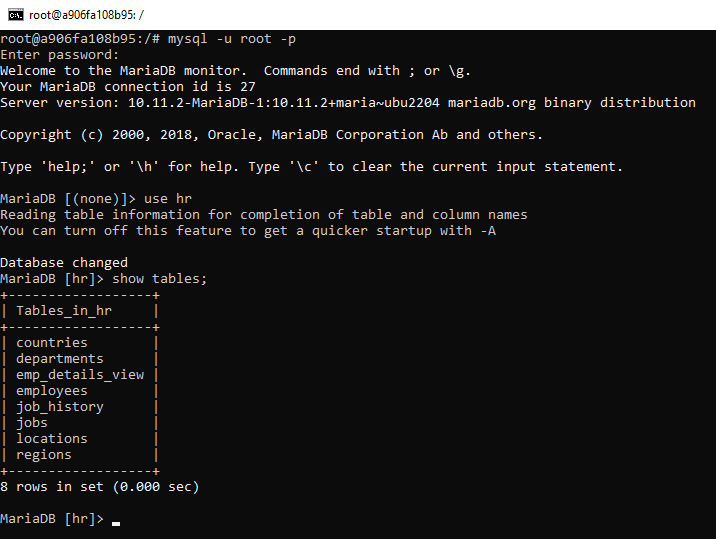 root@a906fa108b95: /
root@a906fa108b95:/# mysql -u root -p
Enter password:
Welcome to the MariaDB monitor.  Commands end with ; or \g.
Your MariaDB connection id is 27
Server version: 10.11.2-MariaDB-1:10.11.2+maria~ubu2204 mariadb.org binary distribution
Copyright (c) 2000, 2018, Oracle, MariaDB Corporation Ab and others.
Type 'help;' or '\h' for help. Type '\c' to clear the current input statement.
MariaDB [(none)]> use hr
Reading table information for completion of table and column names
You can turn off this feature to get a quicker startup with -A
Database changed
MariaDB [hr]> show tables;
+------------------+
| Tables_in_hr     |
+------------------+
| countries        |
| departments      |
| emp_details_view |
| employees        |
| job_history      |
| jobs             |
| locations        |
| regions          |
+------------------+
8 rows in set (0.000 sec)
MariaDB [hr]>